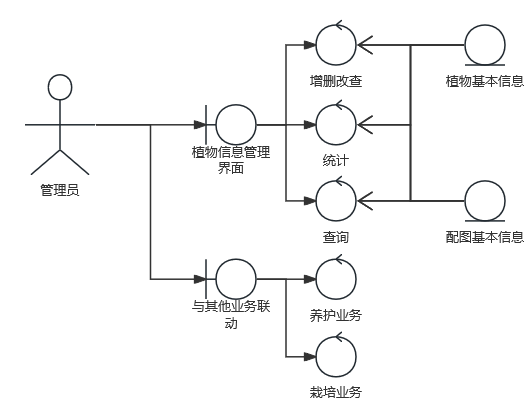 增删改查
植物基本信息
植物信息管理
界面
统计
管理员
查询
配图基本信息
与其他业务联
动
养护业务
栽培业务